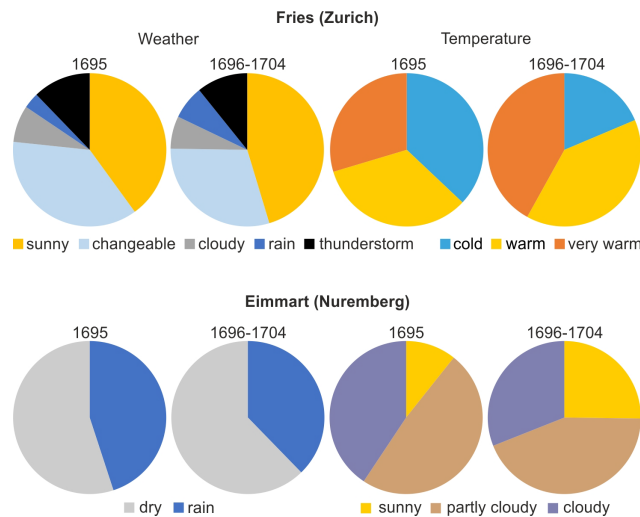 Fries (Zurich)
Weather Temperature
1695 1696-1704 1695 1696-1704
sunny changeable cloudy rain thunderstorm cold warm very warm
Eimmart (Nuremberg)
1695 1696-1704 1695 1696-1704
dry rain sunny partly cloudy cloudy